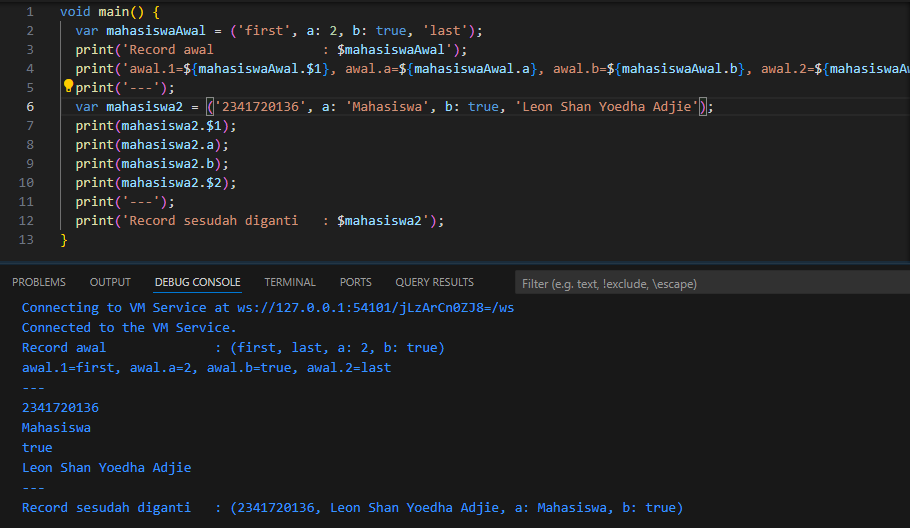 1 void main() {
2 var mahasiswaAwal = ('first', a: 2, b: true, 'last');
3 print('Record awal             : $mahasiswaAwal');
4 print('awal.1=${mahasiswaAwal.$1}, awal.a=${mahasiswaAwal.a}, awal.b=${mahasiswaAwal.b}, awal.2=${mahasiswaAw
5 print('---');
6 var mahasiswa2 = ('2341720136', a: 'Mahasiswa', b: true, 'Leon Shan Yoedha Adjie');
7 print(mahasiswa2.$1);
8 print(mahasiswa2.a);
9 print(mahasiswa2.b);
10 print(mahasiswa2.$2);
11 print('---');
12 print('Record sesudah diganti   : $mahasiswa2');
13 }
PROBLEMS OUTPUT DEBUG CONSOLE TERMINAL PORTS QUERY RESULTS Filter (e.g. text, !exclude, \escape)
Connecting to VM Service at ws://127.0.0.1:54101/jLzArCn0ZJ8=/ws
Connected to the VM Service.
Record awal              : (first, last, a: 2, b: true)
awal.1=first, awal.a=2, awal.b=true, awal.2=last
---
2341720136
Mahasiswa
true
Leon Shan Yoedha Adjie
---
Record sesudah diganti   : (2341720136, Leon Shan Yoedha Adjie, a: Mahasiswa, b: true)